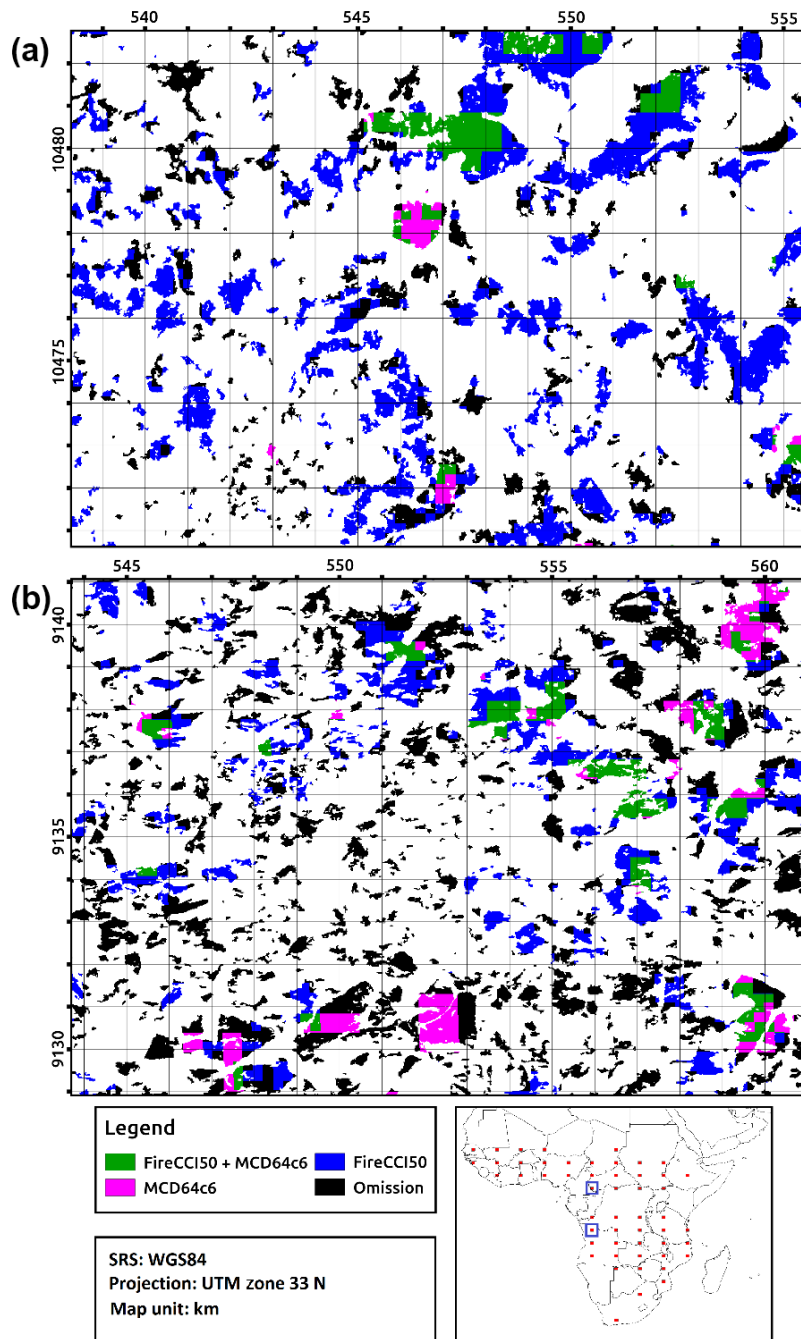 540 545 550 555
(a)
10480
10475
545 550 555 560
(b)
9140
9135
9130
Legend
FireCCI50 + MCD64c6 FireCCI50
MCD64c6 Omission
SRS: WGS84
Projection: UTM zone 33 N
Map unit: km